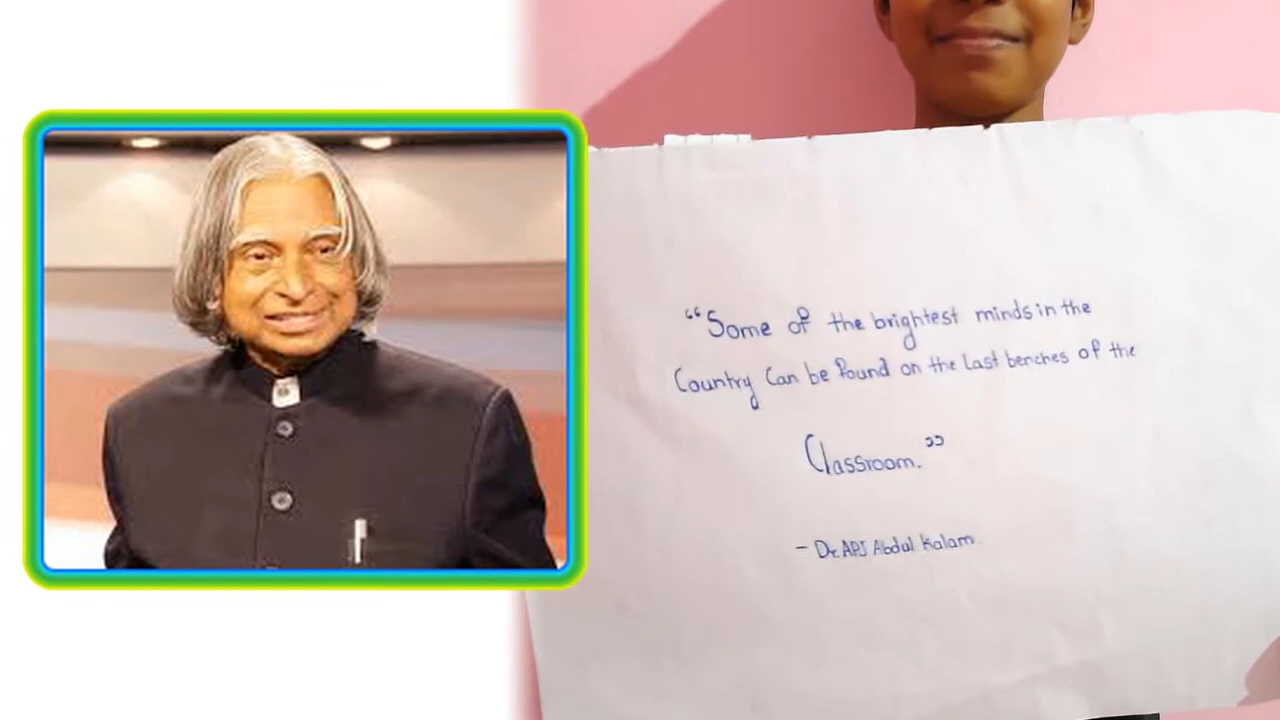 “Some of the brightest minds in the
Country Can be found on the Last benches of the
Classroom.”
- Dr. APJ Abdul Kalam